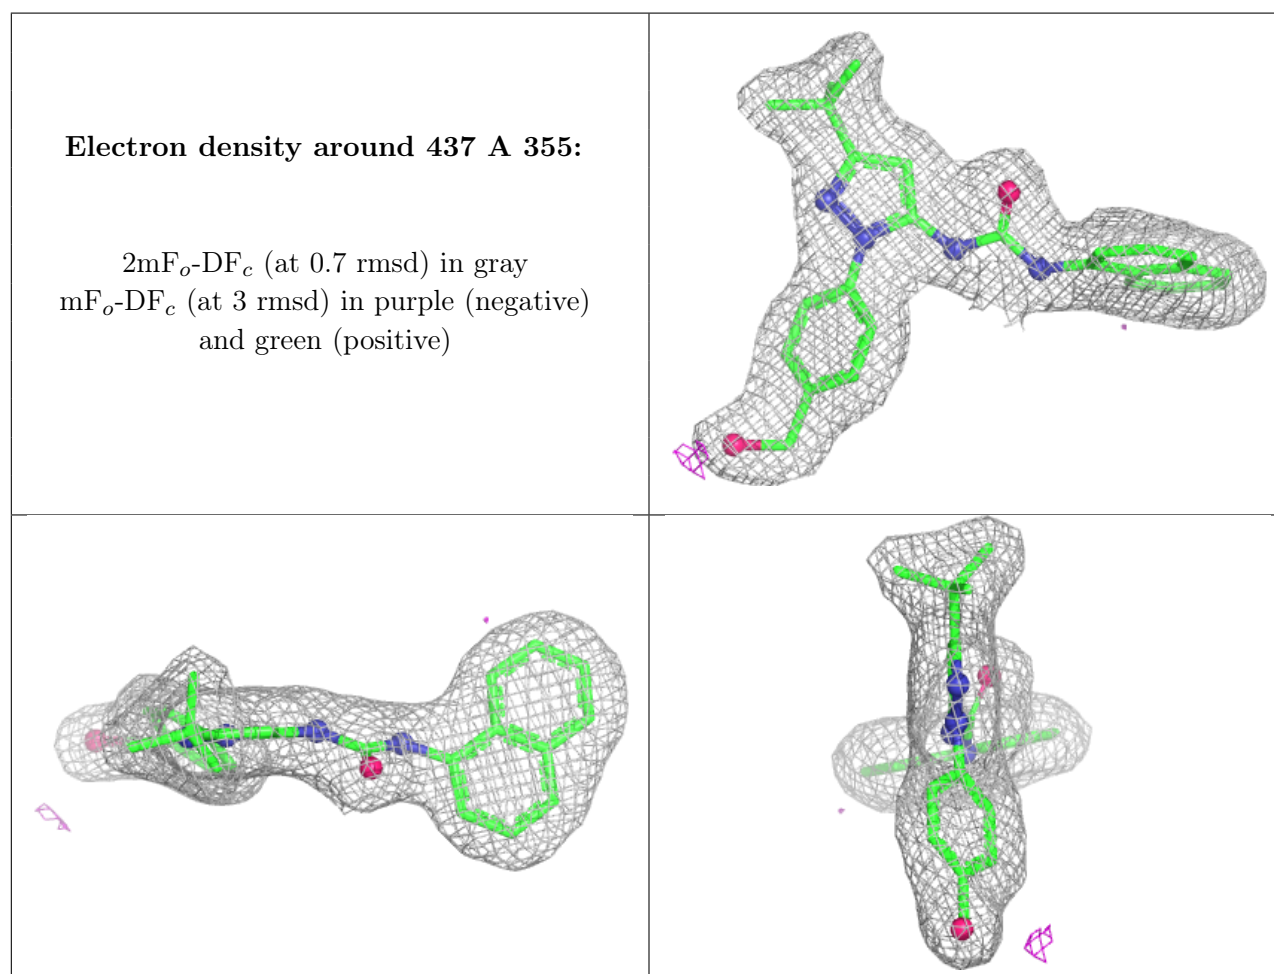 Electron density around 437 A 355:
2mFo-DFc (at 0.7 rmsd) in gray
mFo-DFc (at 3 rmsd) in purple (negative)
and green (positive)